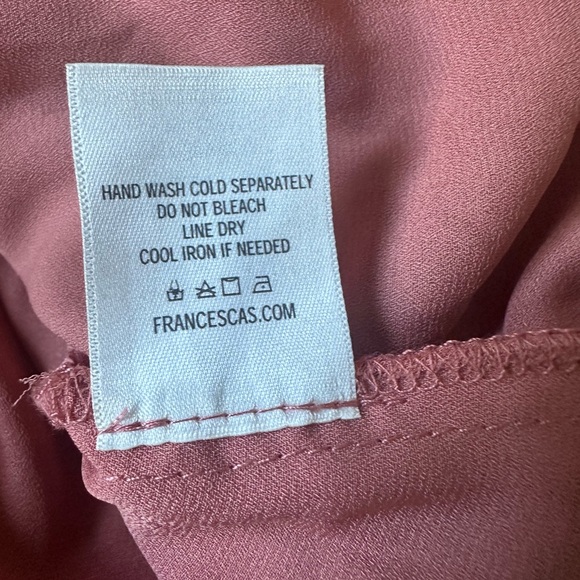 HAND WASH COLD SEPARATELY
DO NOT BLEACH
LINE DRY
COOL IRON IF NEEDED
FRANCESCAS.COM